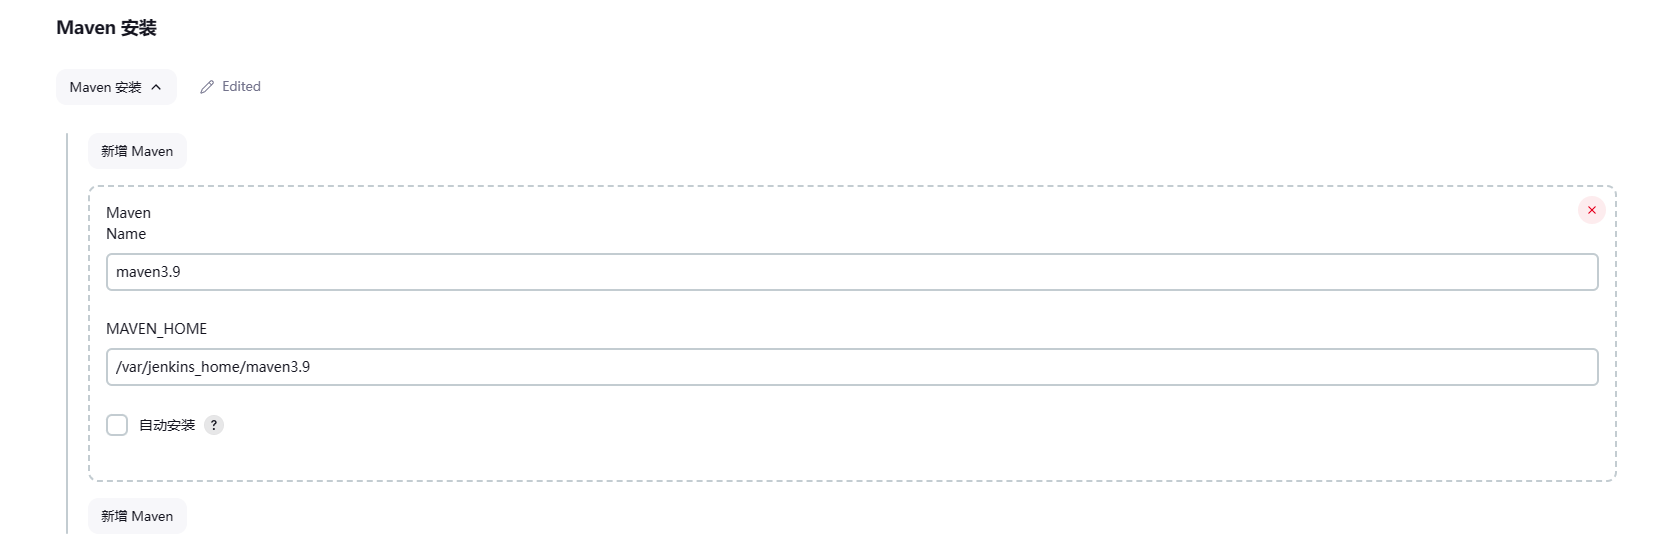 Maven 安装
Maven 安装
Edited
新增 Maven
Maven
Name
maven3.9
MAVEN_HOME
/var/jenkins_home/maven3.9
自动安装 ?
新增 Maven